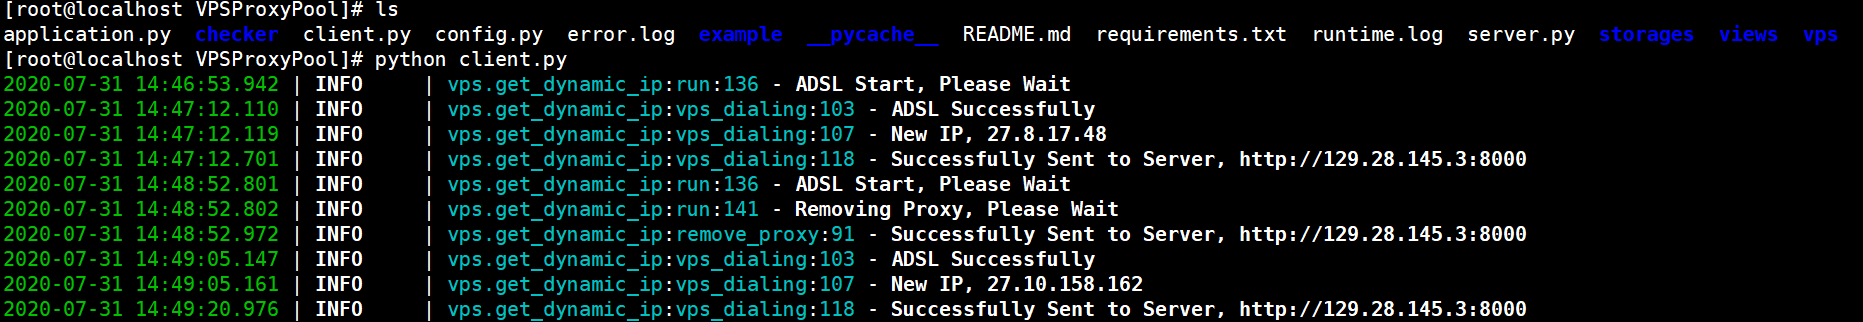 [root@localhost VPSProxyPool]# ls
application.py  checker  client.py  config.py  error.log  example  __pycache__  README.md  requirements.txt  runtime.log  server.py  storages  views  vps
[root@localhost VPSProxyPool]# python client.py
2020-07-31 14:46:53.942 | INFO     | vps.get_dynamic_ip:run:136 - ADSL Start, Please Wait
2020-07-31 14:47:12.110 | INFO     | vps.get_dynamic_ip:vps_dialing:103 - ADSL Successfully
2020-07-31 14:47:12.119 | INFO     | vps.get_dynamic_ip:vps_dialing:107 - New IP, 27.8.17.48
2020-07-31 14:47:12.701 | INFO     | vps.get_dynamic_ip:vps_dialing:118 - Successfully Sent to Server, http://129.28.145.3:8000
2020-07-31 14:48:52.801 | INFO     | vps.get_dynamic_ip:run:136 - ADSL Start, Please Wait
2020-07-31 14:48:52.802 | INFO     | vps.get_dynamic_ip:run:141 - Removing Proxy, Please Wait
2020-07-31 14:48:52.972 | INFO     | vps.get_dynamic_ip:remove_proxy:91 - Successfully Sent to Server, http://129.28.145.3:8000
2020-07-31 14:49:05.147 | INFO     | vps.get_dynamic_ip:vps_dialing:103 - ADSL Successfully
2020-07-31 14:49:05.161 | INFO     | vps.get_dynamic_ip:vps_dialing:107 - New IP, 27.10.158.162
2020-07-31 14:49:20.976 | INFO     | vps.get_dynamic_ip:vps_dialing:118 - Successfully Sent to Server, http://129.28.145.3:8000